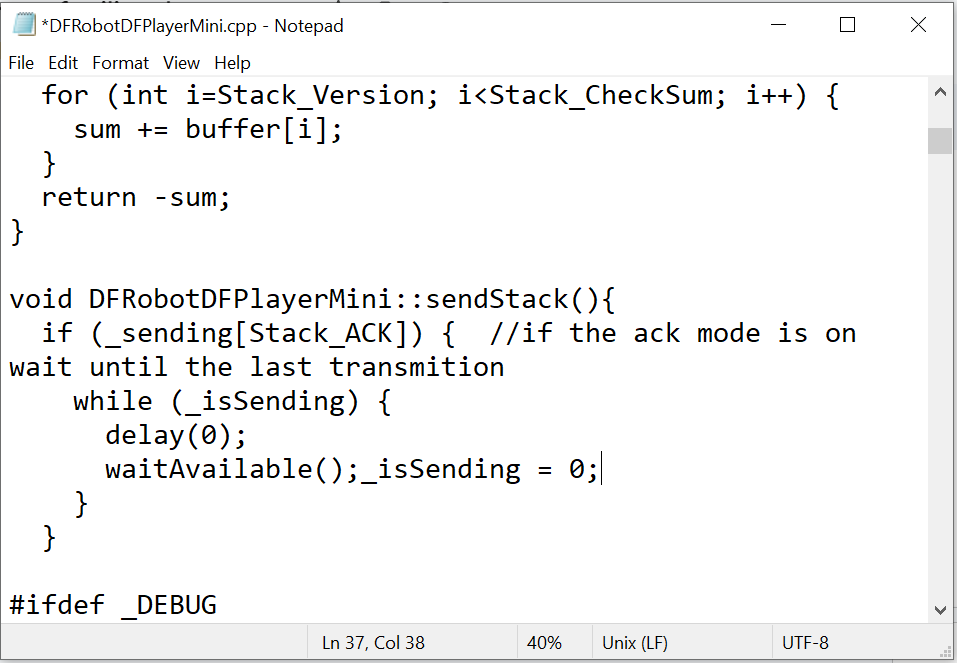 *DFRobotDFPlayerMini.cpp - Notepad
File Edit Format View Help
for (int i=Stack_Version; i<Stack_CheckSum; i++) {
sum += buffer[i];
}
return -sum;
}
void DFRobotDFPlayerMini::sendStack(){
if (_sending[Stack_ACK]) {  //if the ack mode is on
wait until the last transmition
while (_isSending) {
delay(0);
waitAvailable();_isSending = 0;
}
}
#ifdef _DEBUG
Ln 37, Col 38 40% Unix (LF) UTF-8